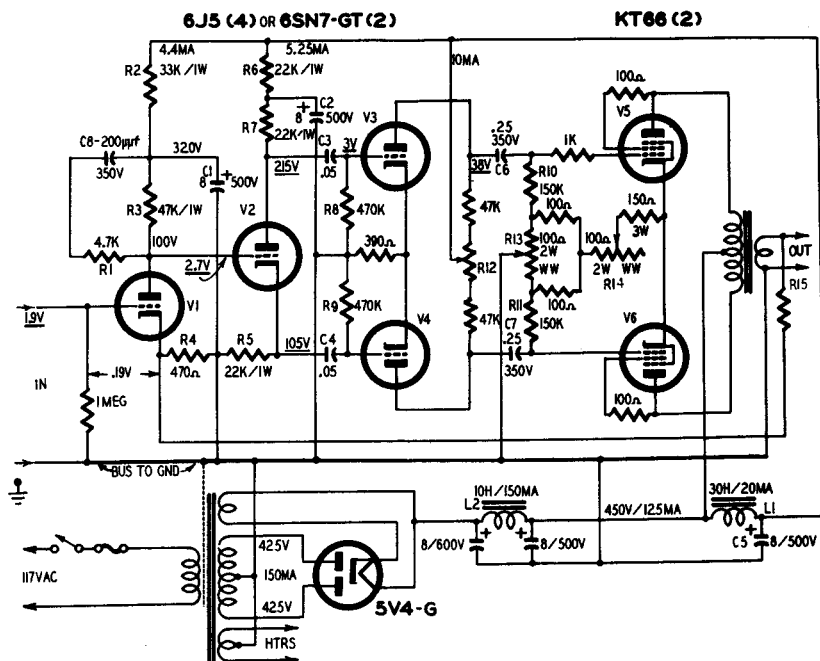 6J5 (4) OR 6SN7-GT (2)
KT66 (2)
4.4MA
R2
33K/1W
5.25MA
R6
22K/1W
10MA
100Ω
V5
C2
8
+
500V
R7
22K/1W
V3
C8-200µµf
350V
320V
C1
8
+
500V
R3
47K/1W
215V
C3
.05
3V
.25
350V
38V
C6
1K
R10
150K
100Ω
150Ω
3W
V2
R8
470K
47K
4.7K
R1
100V
2.7V
390Ω
R12
R13
100Ω
2W
WW
100Ω
2W
WW
R14
OUT
R15
V1
1.9V
R9
470K
V4
47K
R11
150K
100Ω
V6
R4
470Ω
R5
22K/1W
105V
C4
.05
C7
.25
350V
.19V
IN
1MEG
100Ω
BUS TO GND
10H/150MA
L2
450V/125MA
30H/20MA
L1
+
8/600V
+
8/500V
C5
+
8/500V
425V
150MA
425V
117VAC
5V4-G
HTRS